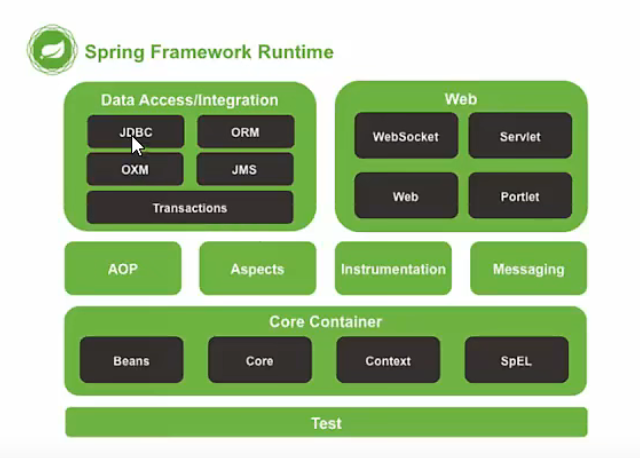 Spring Framework Runtime
Data Access/Integration
JDBC
ORM
OXM
JMS
Transactions
Web
WebSocket
Servlet
Web
Portlet
AOP
Aspects
Instrumentation
Messaging
Core Container
Beans
Core
Context
SpEL
Test